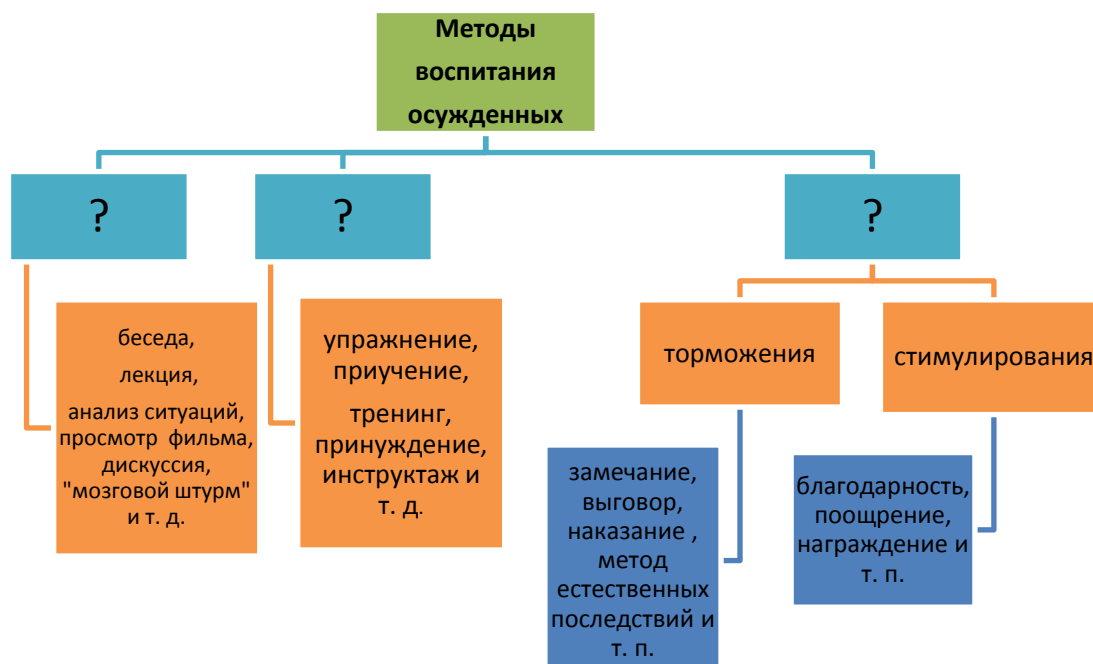 Методы
воспитания
осужденных
?
?
?
беседа,
лекция,
анализ ситуаций,
просмотр фильма,
дискуссия,
"мозговой штурм"
и т. д.
упражнение,
приучение,
тренинг,
принуждение,
инструктаж и
т. д.
торможения
стимулирования
замечание,
выговор,
наказание ,
метод
естественных
последствий и
т. п.
благодарность,
поощрение,
награждение и
т. п.